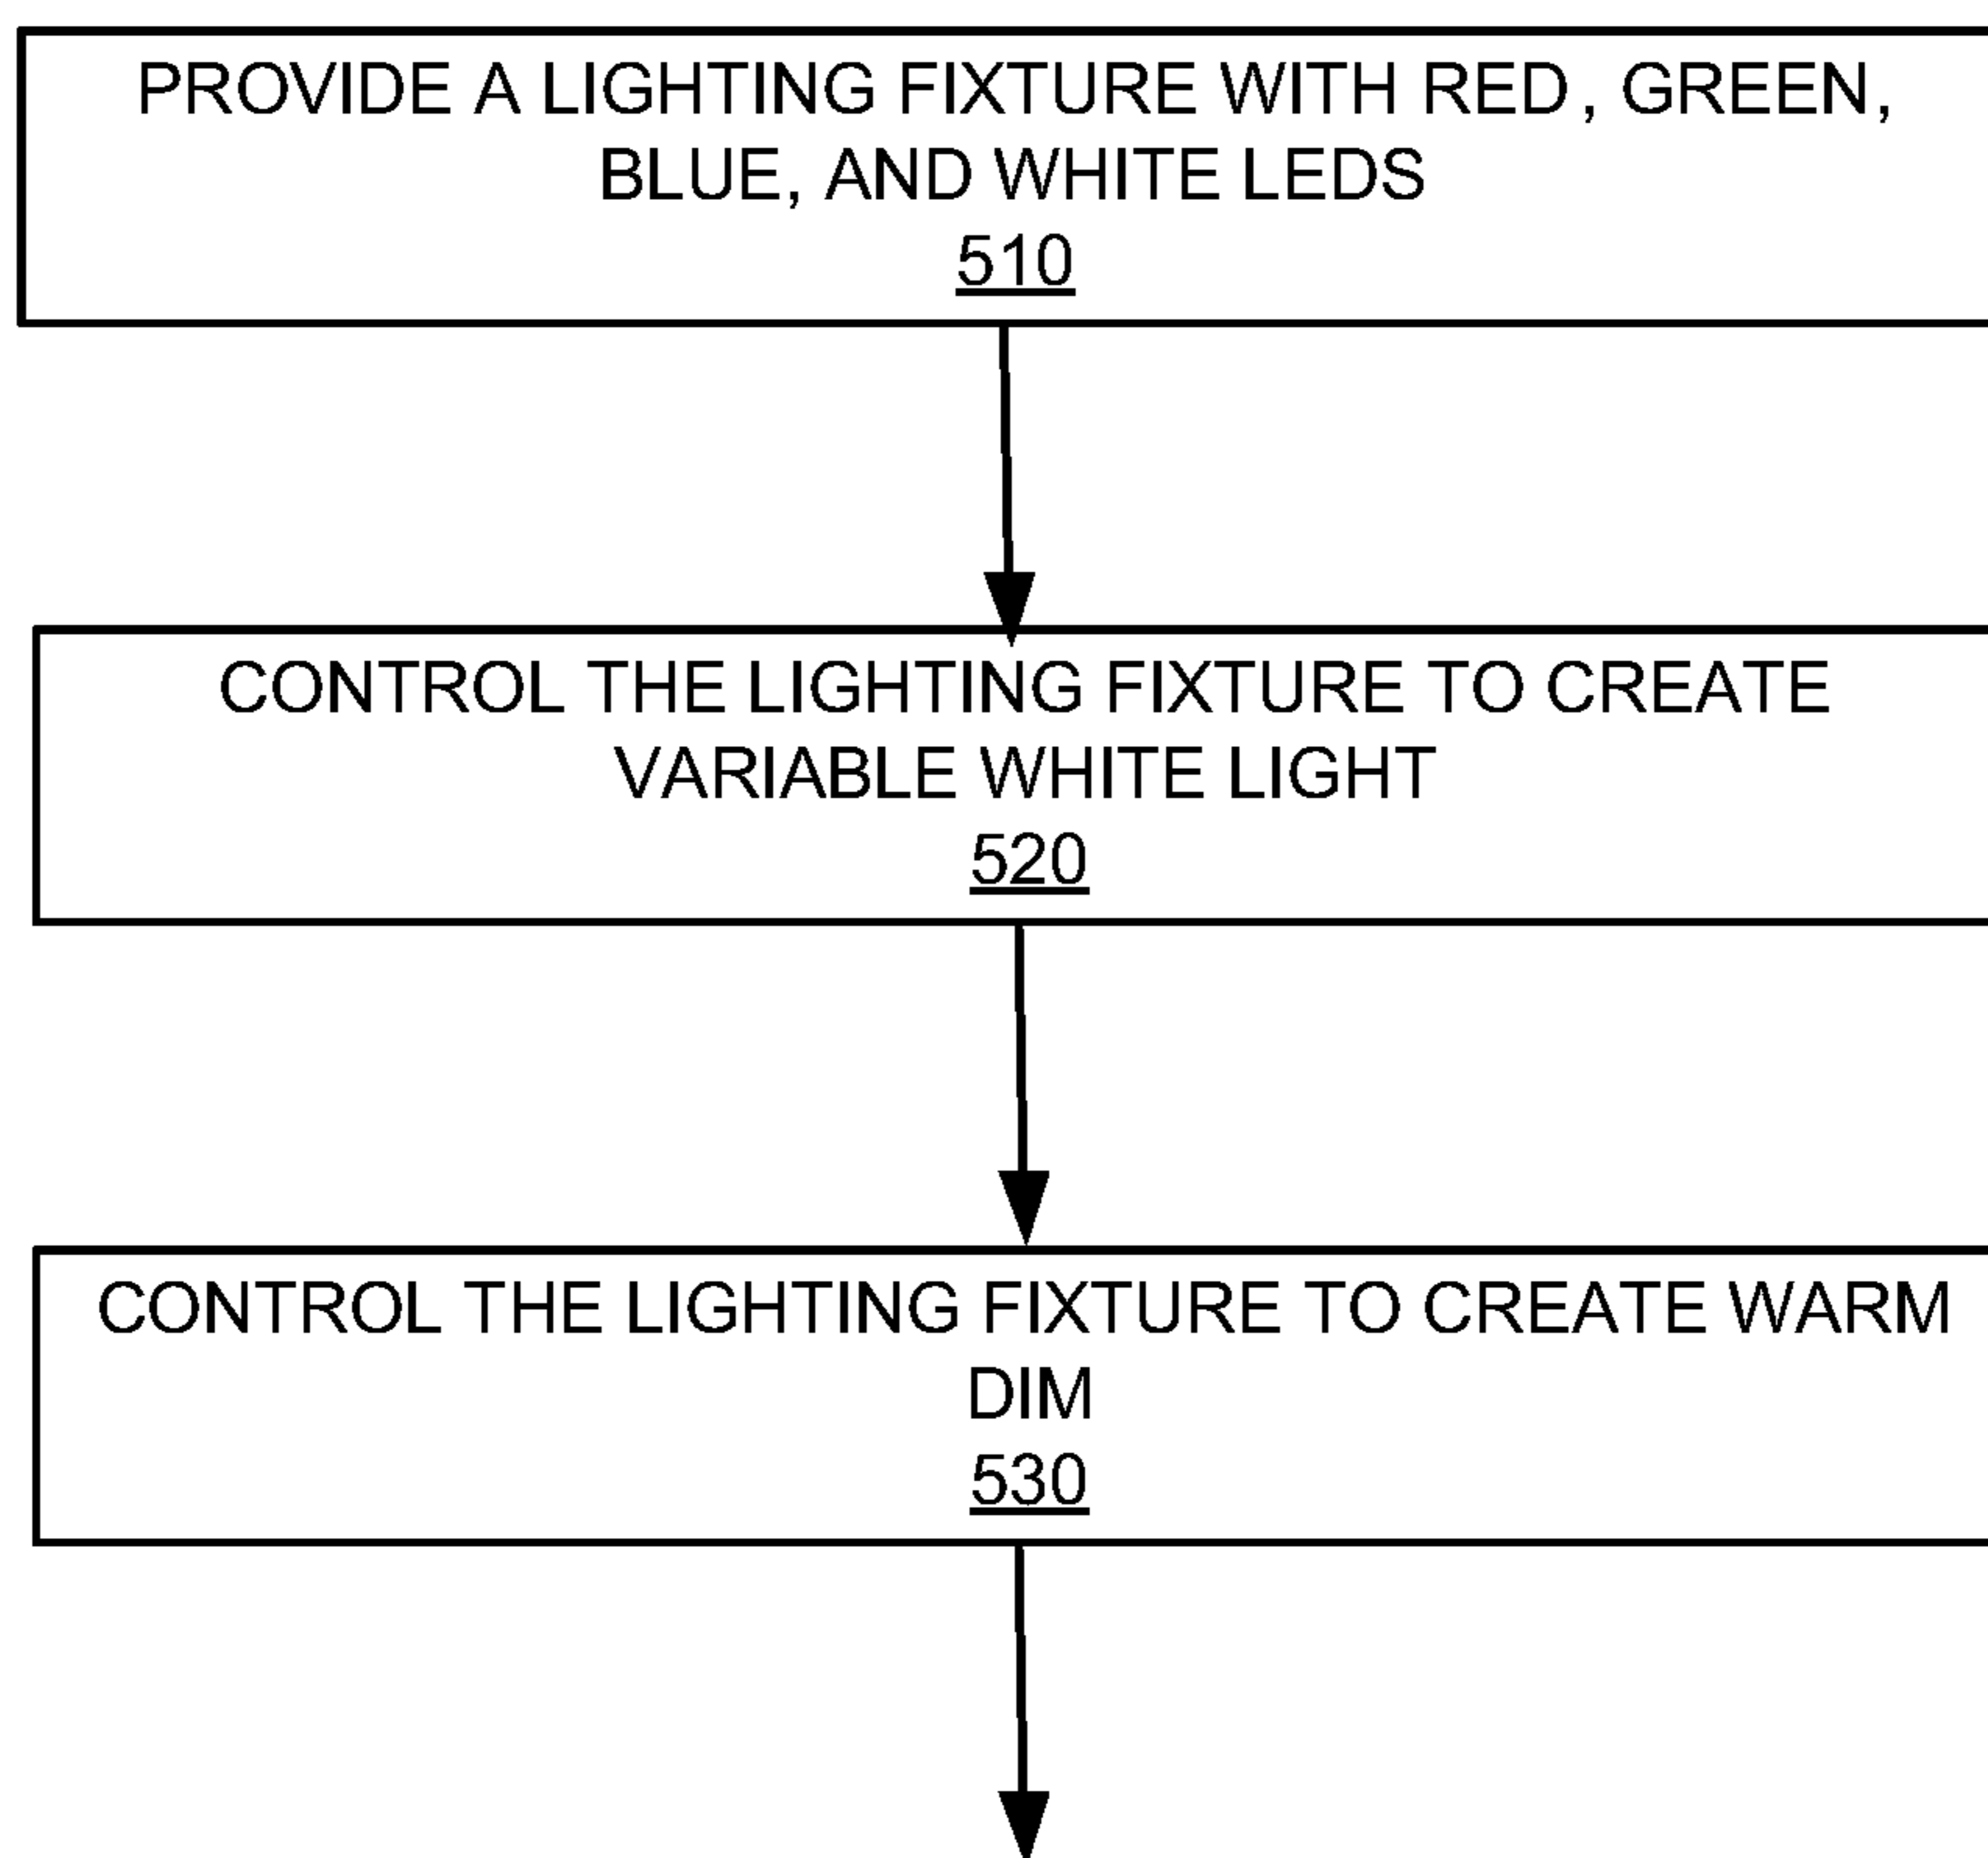 PROVIDE A LIGHTING FIXTURE WITH RED, GREEN,
BLUE, AND WHITE LEDS
510
CONTROL THE LIGHTING FIXTURE TO CREATE
VARIABLE WHITE LIGHT
520
CONTROL THE LIGHTING FIXTURE TO CREATE WARM
DIM
530